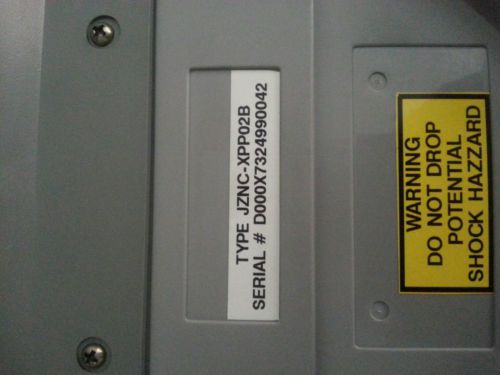 TYPE JZNC-XPP02B
SERIAL # D000X7324990042
WARNING
DO NOT DROP
POTENTIAL
SHOCK HAZZARD